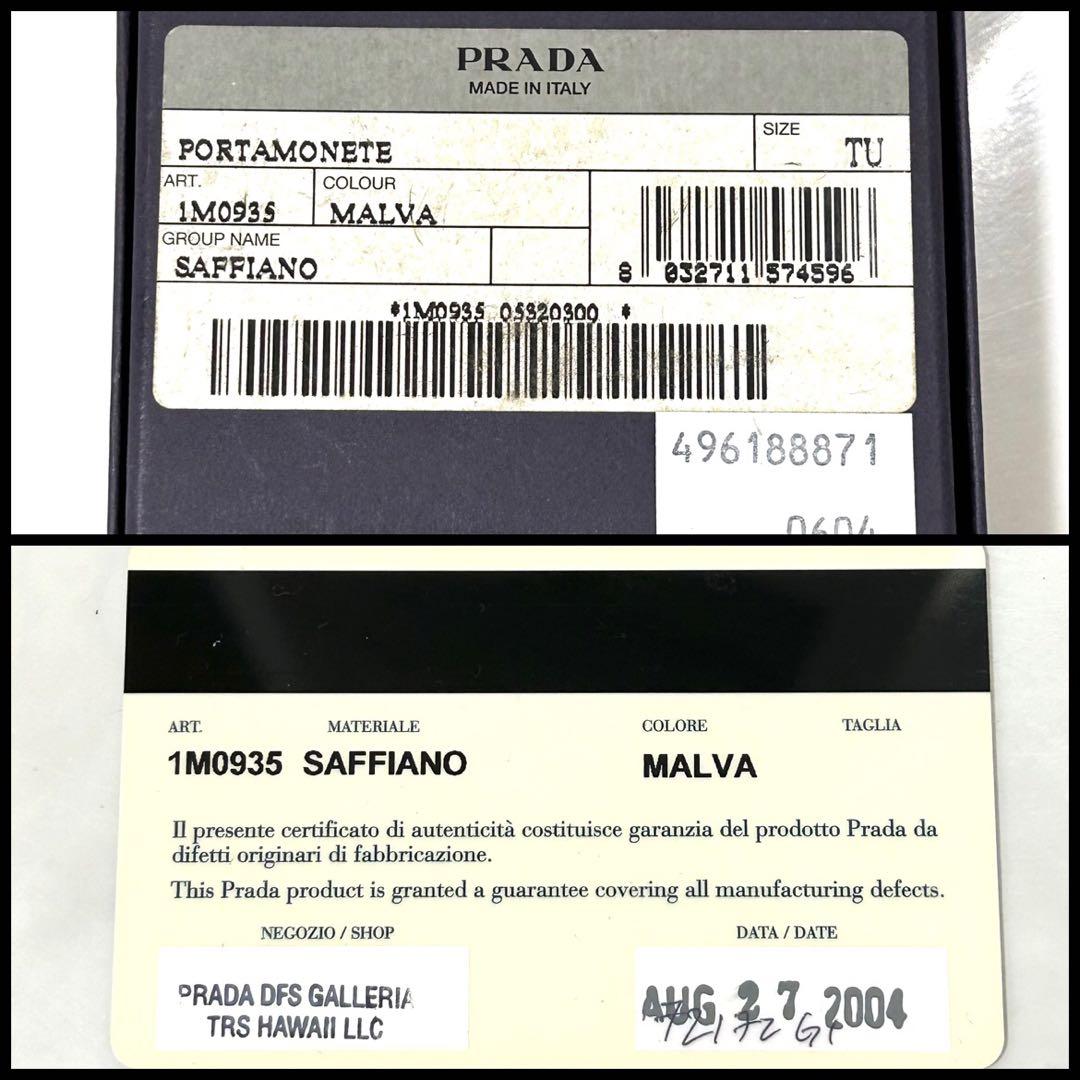 PRADA
MADE IN ITALY
PORTAMONETE
SIZE
TU
ART.
1M0935
COLOUR
MALVA
GROUP NAME
SAFFIANO
8 032711 574596
*1M0935 05320300 *
496188871
0604
ART. MATERIALE COLORE TAGLIA
1M0935 SAFFIANO MALVA
Il presente certificato di autenticità costituisce garanzia del prodotto Prada da
difetti originari di fabbricazione.
This Prada product is granted a guarantee covering all manufacturing defects.
NEGOZIO / SHOP
DATA / DATE
PRADA DFS GALLERIA
TRS HAWAII LLC
AUG 27 2004